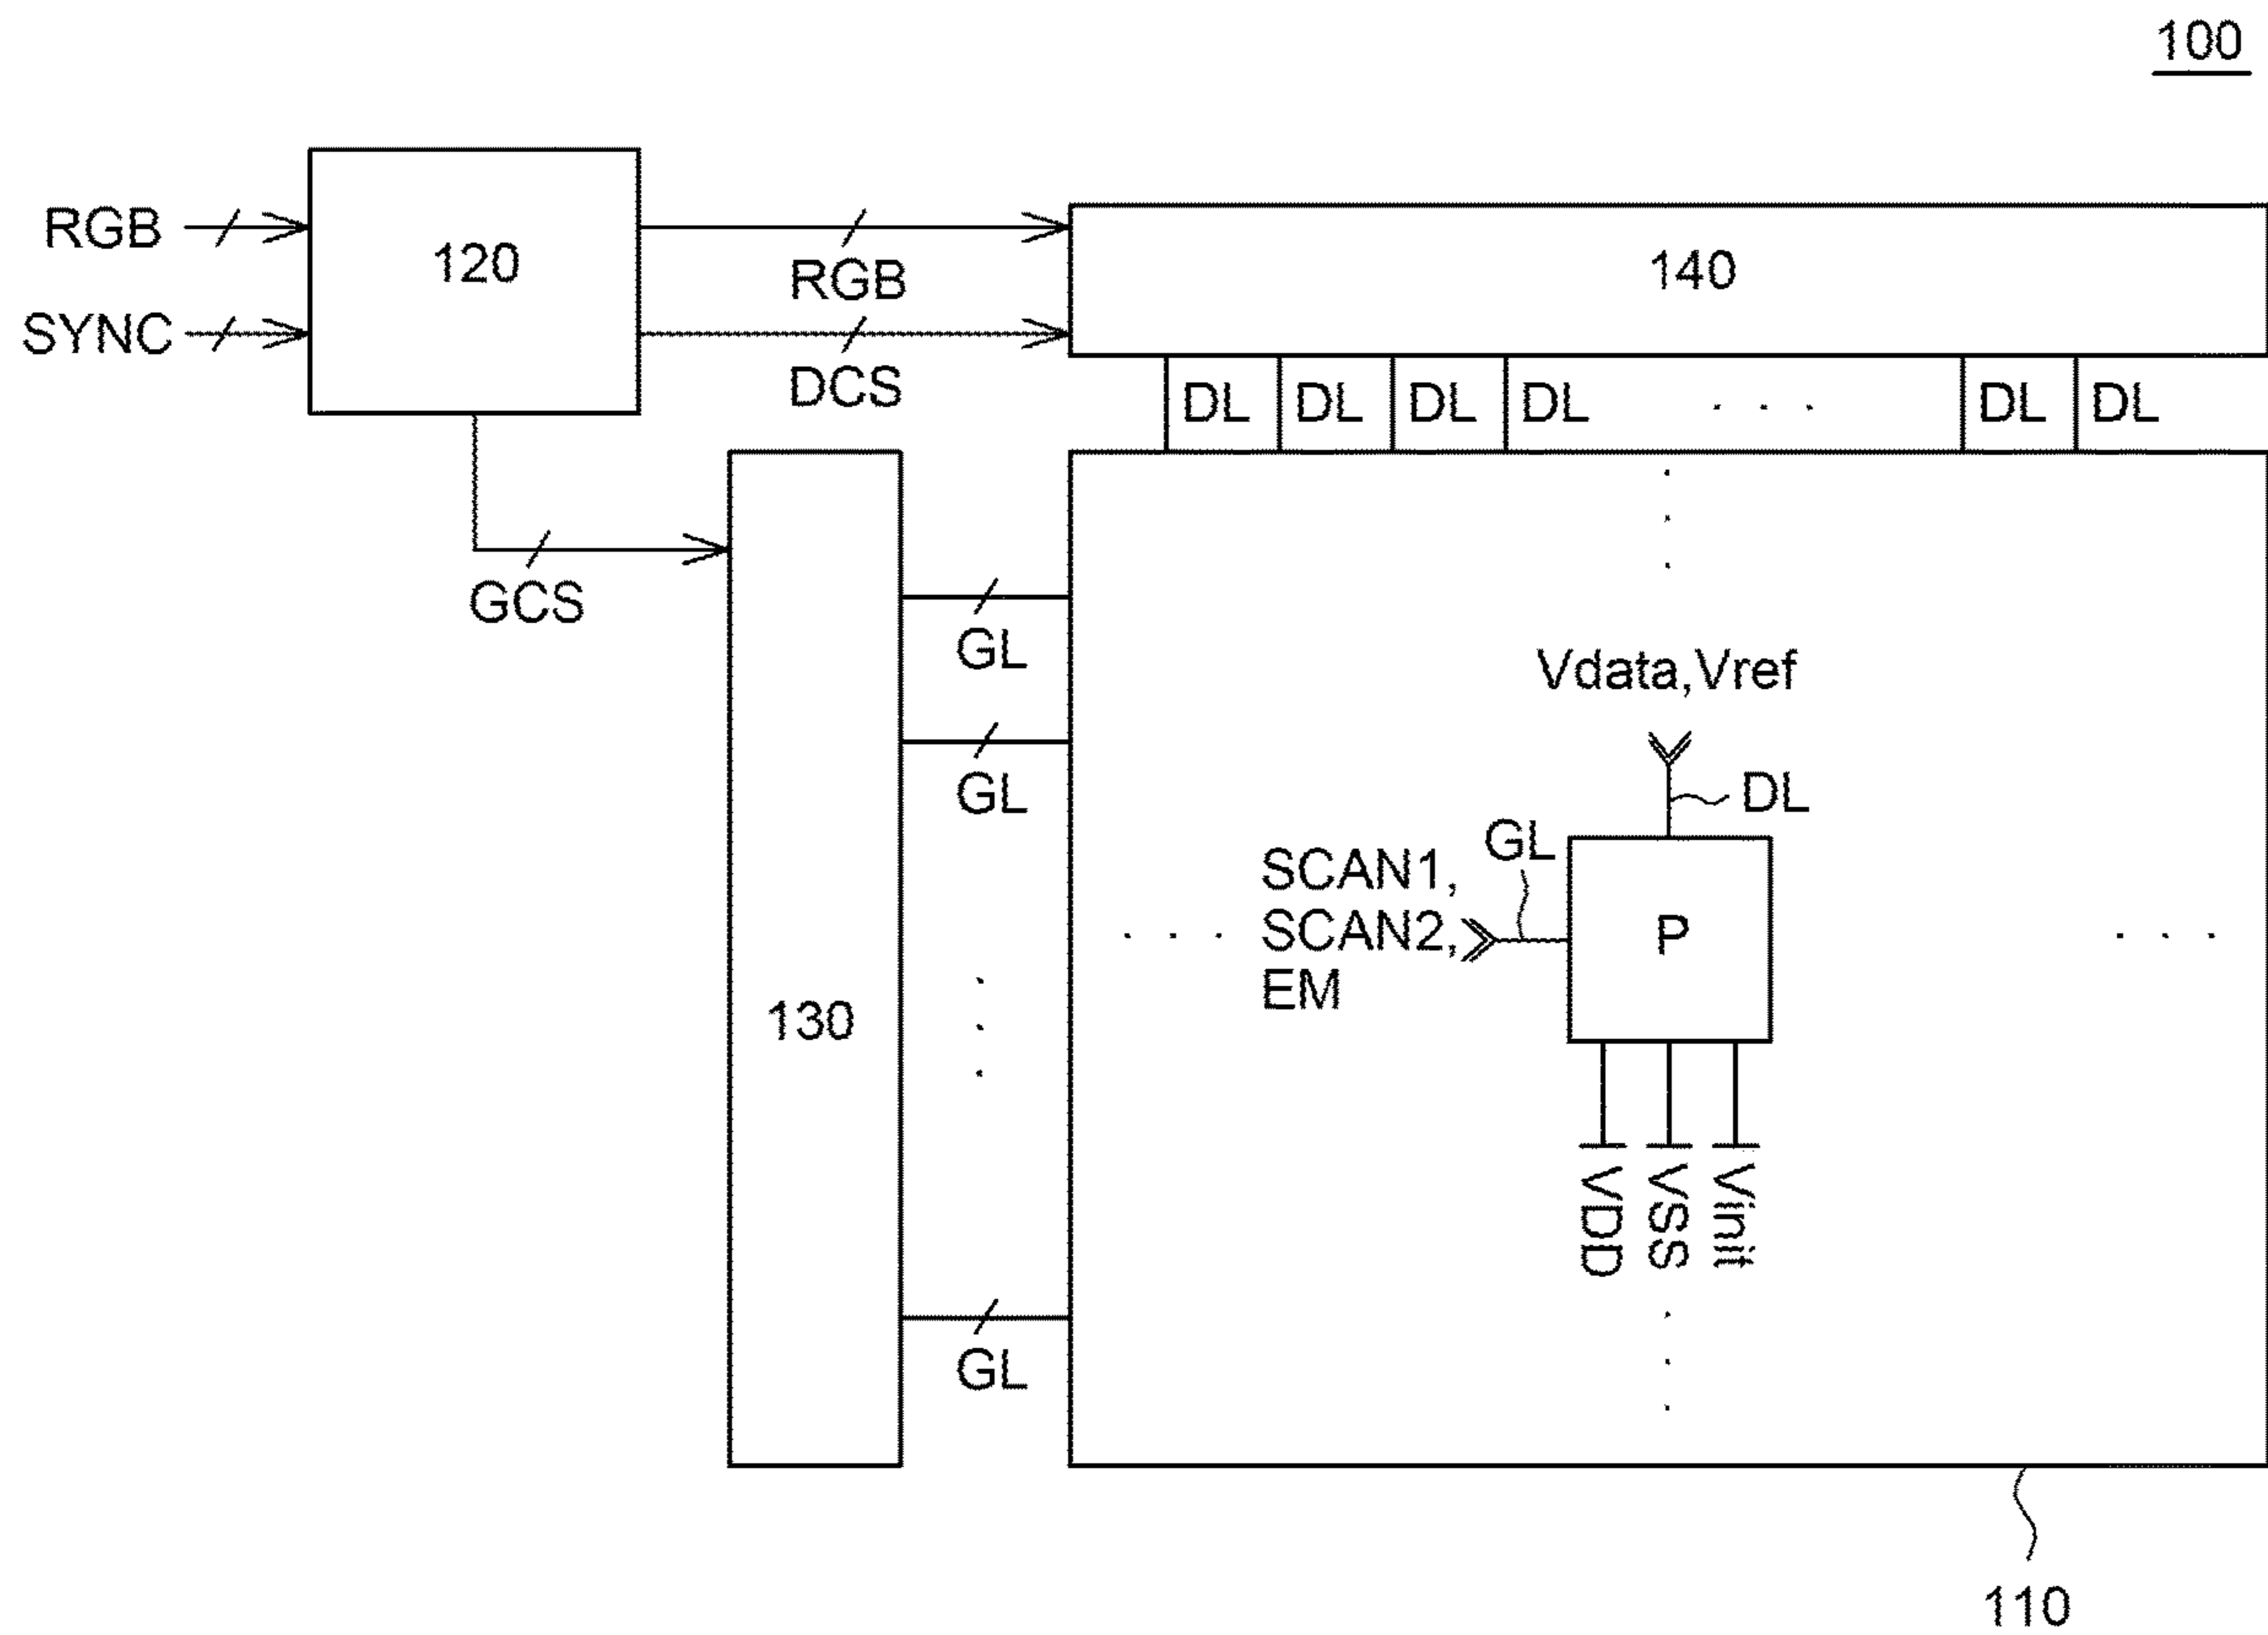 100
RGB
120
RGB
140
SYNC
DCS
DL DL DL DL . . . DL DL
GCS
GL
Vdata,Vref
GL
DL
GL
SCAN1,
SCAN2,
EM
P
130
VDD
VSS
Vinit
GL
110